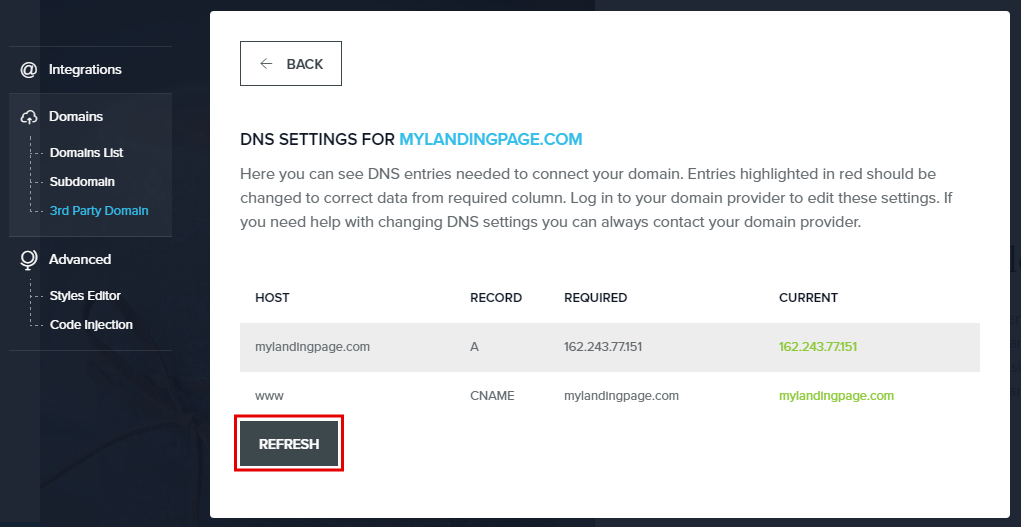 Integrations
Domains
Domains List
Subdomain
3rd Party Domain
Advanced
Styles Editor
Code Injection
BACK
DNS SETTINGS FOR MYLANDINGPAGE.COM
Here you can see DNS entries needed to connect your domain. Entries highlighted in red should be
changed to correct data from required column. Log in to your domain provider to edit these settings. If
you need help with changing DNS settings you can always contact your domain provider.
HOST RECORD REQUIRED CURRENT
mylandingpage.com A 162.243.77.151 162.243.77.151
www CNAME mylandingpage.com mylandingpage.com
REFRESH